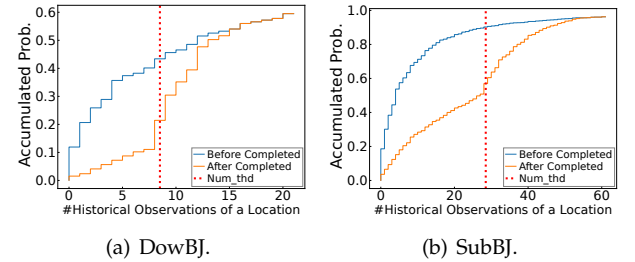 Accumulated Prob.
0.6
0.5
0.4
0.3
0.2
0.1
0.0
Before Completed
After Completed
Num_thd
0 5 10 15 20
#Historical Observations of a Location
(a) DowBJ.
Accumulated Prob.
1.0
0.8
0.6
0.4
0.2
0.0
Before Completed
After Completed
Num_thd
0 20 40 60
#Historical Observations of a Location
(b) SubBJ.